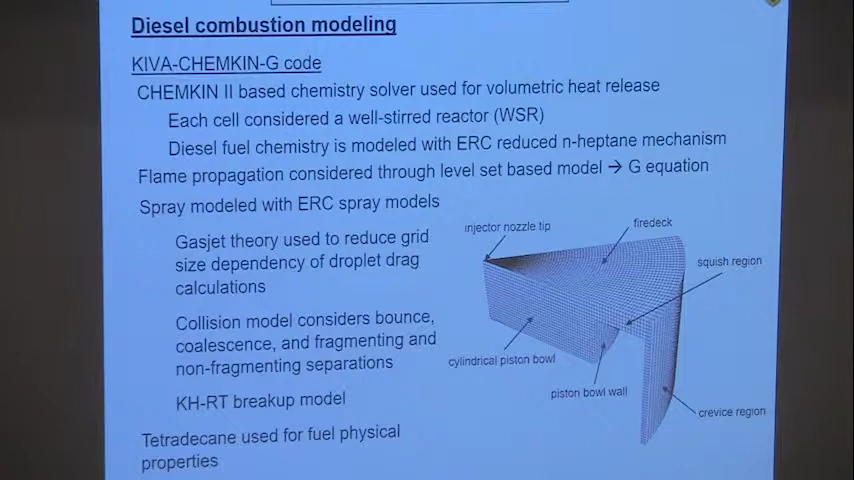 Diesel combustion modeling
KIVA-CHEMKIN-G code
CHEMKIN II based chemistry solver used for volumetric heat release
Each cell considered a well-stirred reactor (WSR)
Diesel fuel chemistry is modeled with ERC reduced n-heptane mechanism
Flame propagation considered through level set based model → G equation
Spray modeled with ERC spray models
Gasjet theory used to reduce grid
size dependency of droplet drag
calculations
Collision model considers bounce,
coalescence, and fragmenting and
non-fragmenting separations
KH-RT breakup model
Tetradecane used for fuel physical
properties
injector nozzle tip
firedeck
squish region
cylindrical piston bowl
piston bowl wall
crevice region